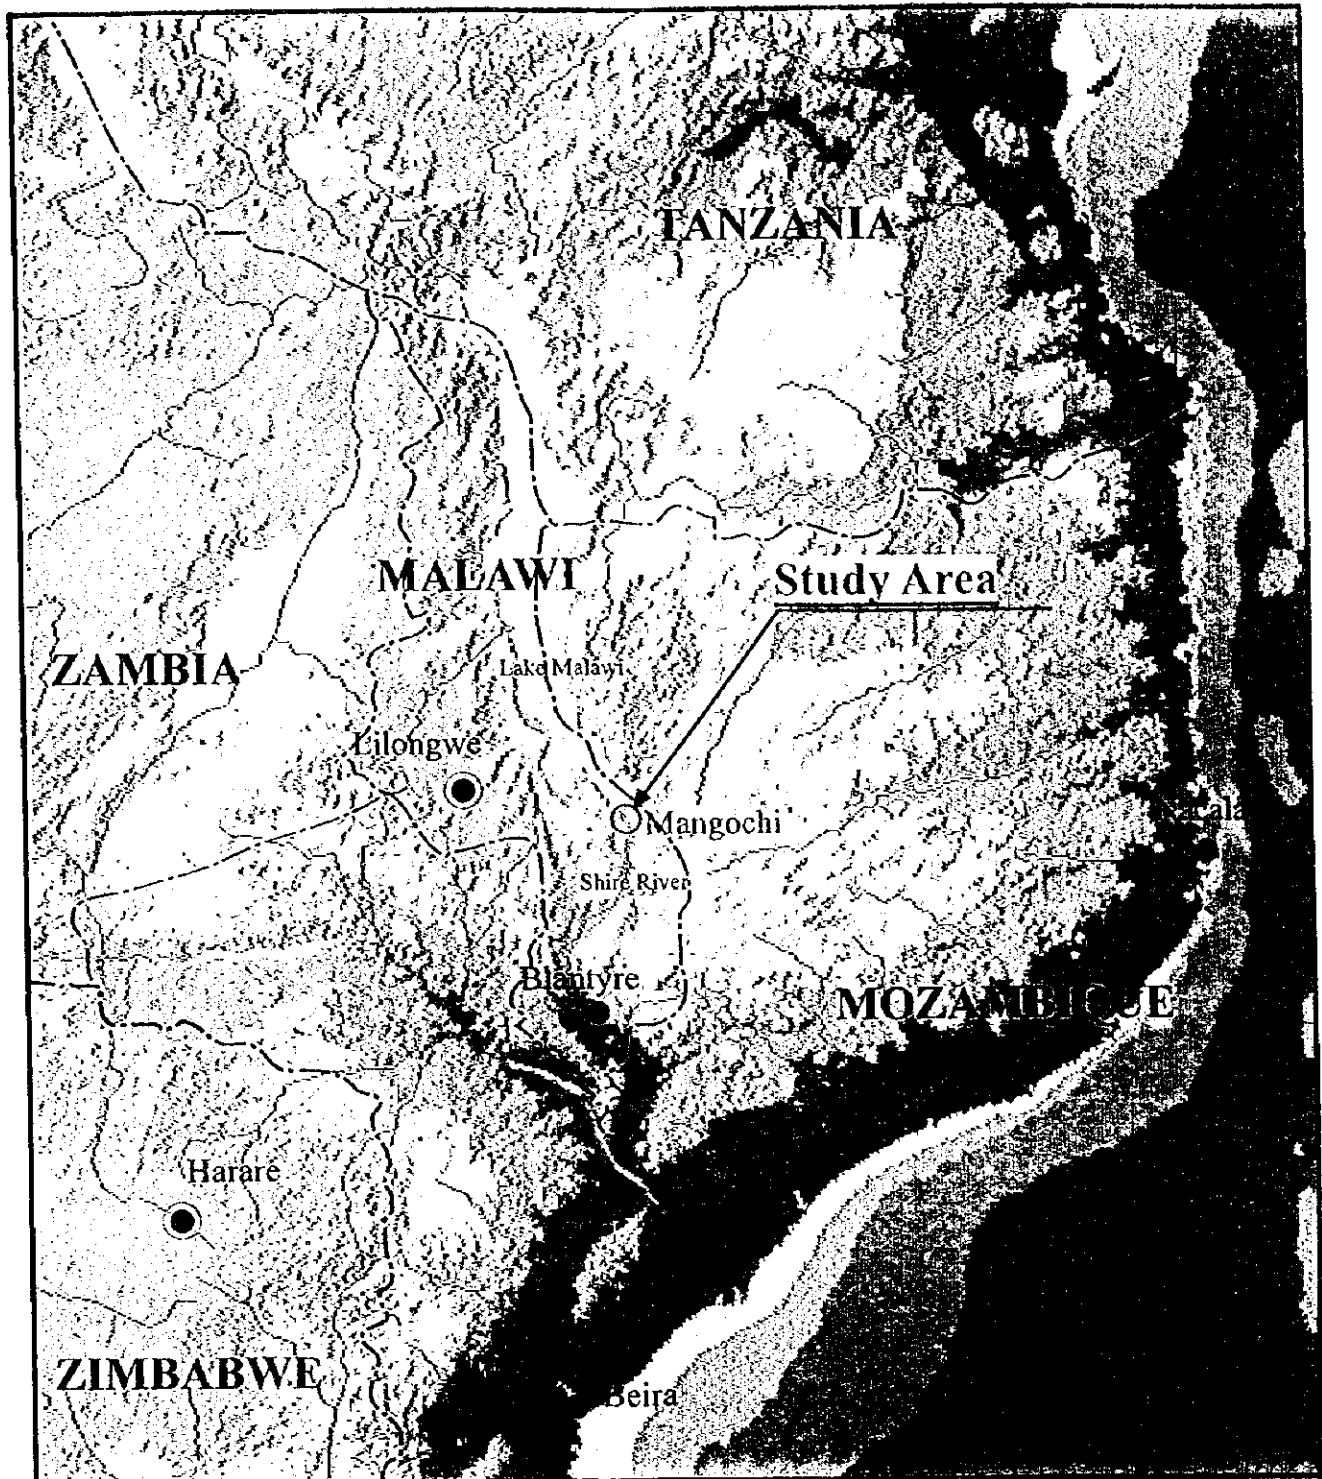 TANZANIA
MALAWI
Study Area
ZAMBIA
Lake Malawi
Lilongwe
Mangochi
Shire River
Blantyre
MOZAMBIQUE
Harare
ZIMBABWE
Beira